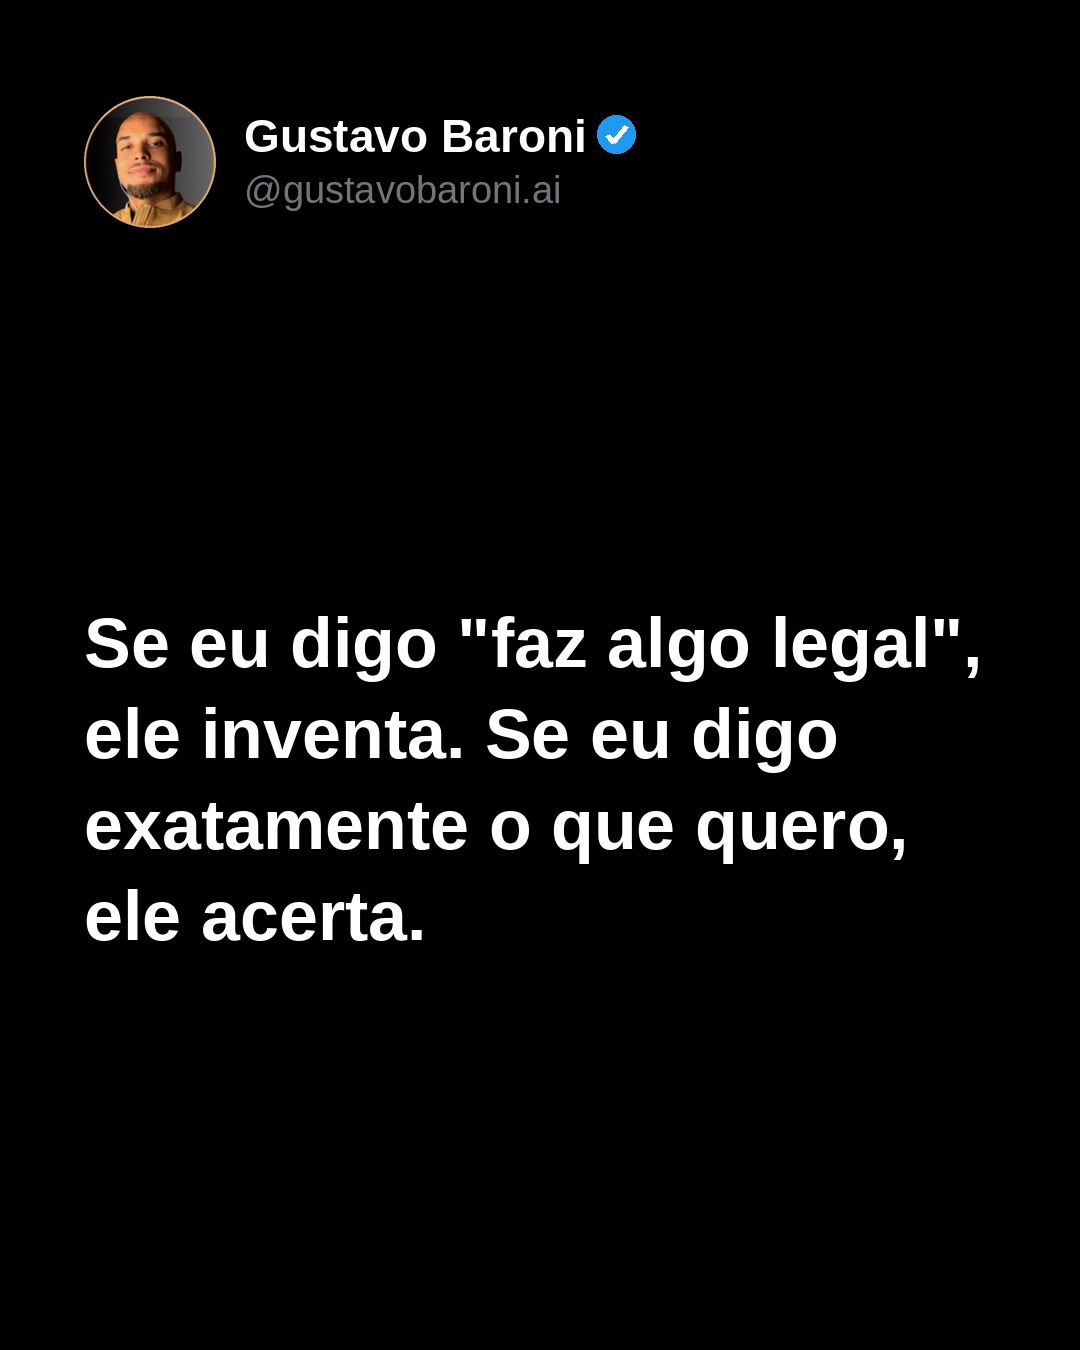 Gustavo Baroni
@gustavobaroni.ai
Se eu digo "faz algo legal",
ele inventa. Se eu digo
exatamente o que quero,
ele acerta.